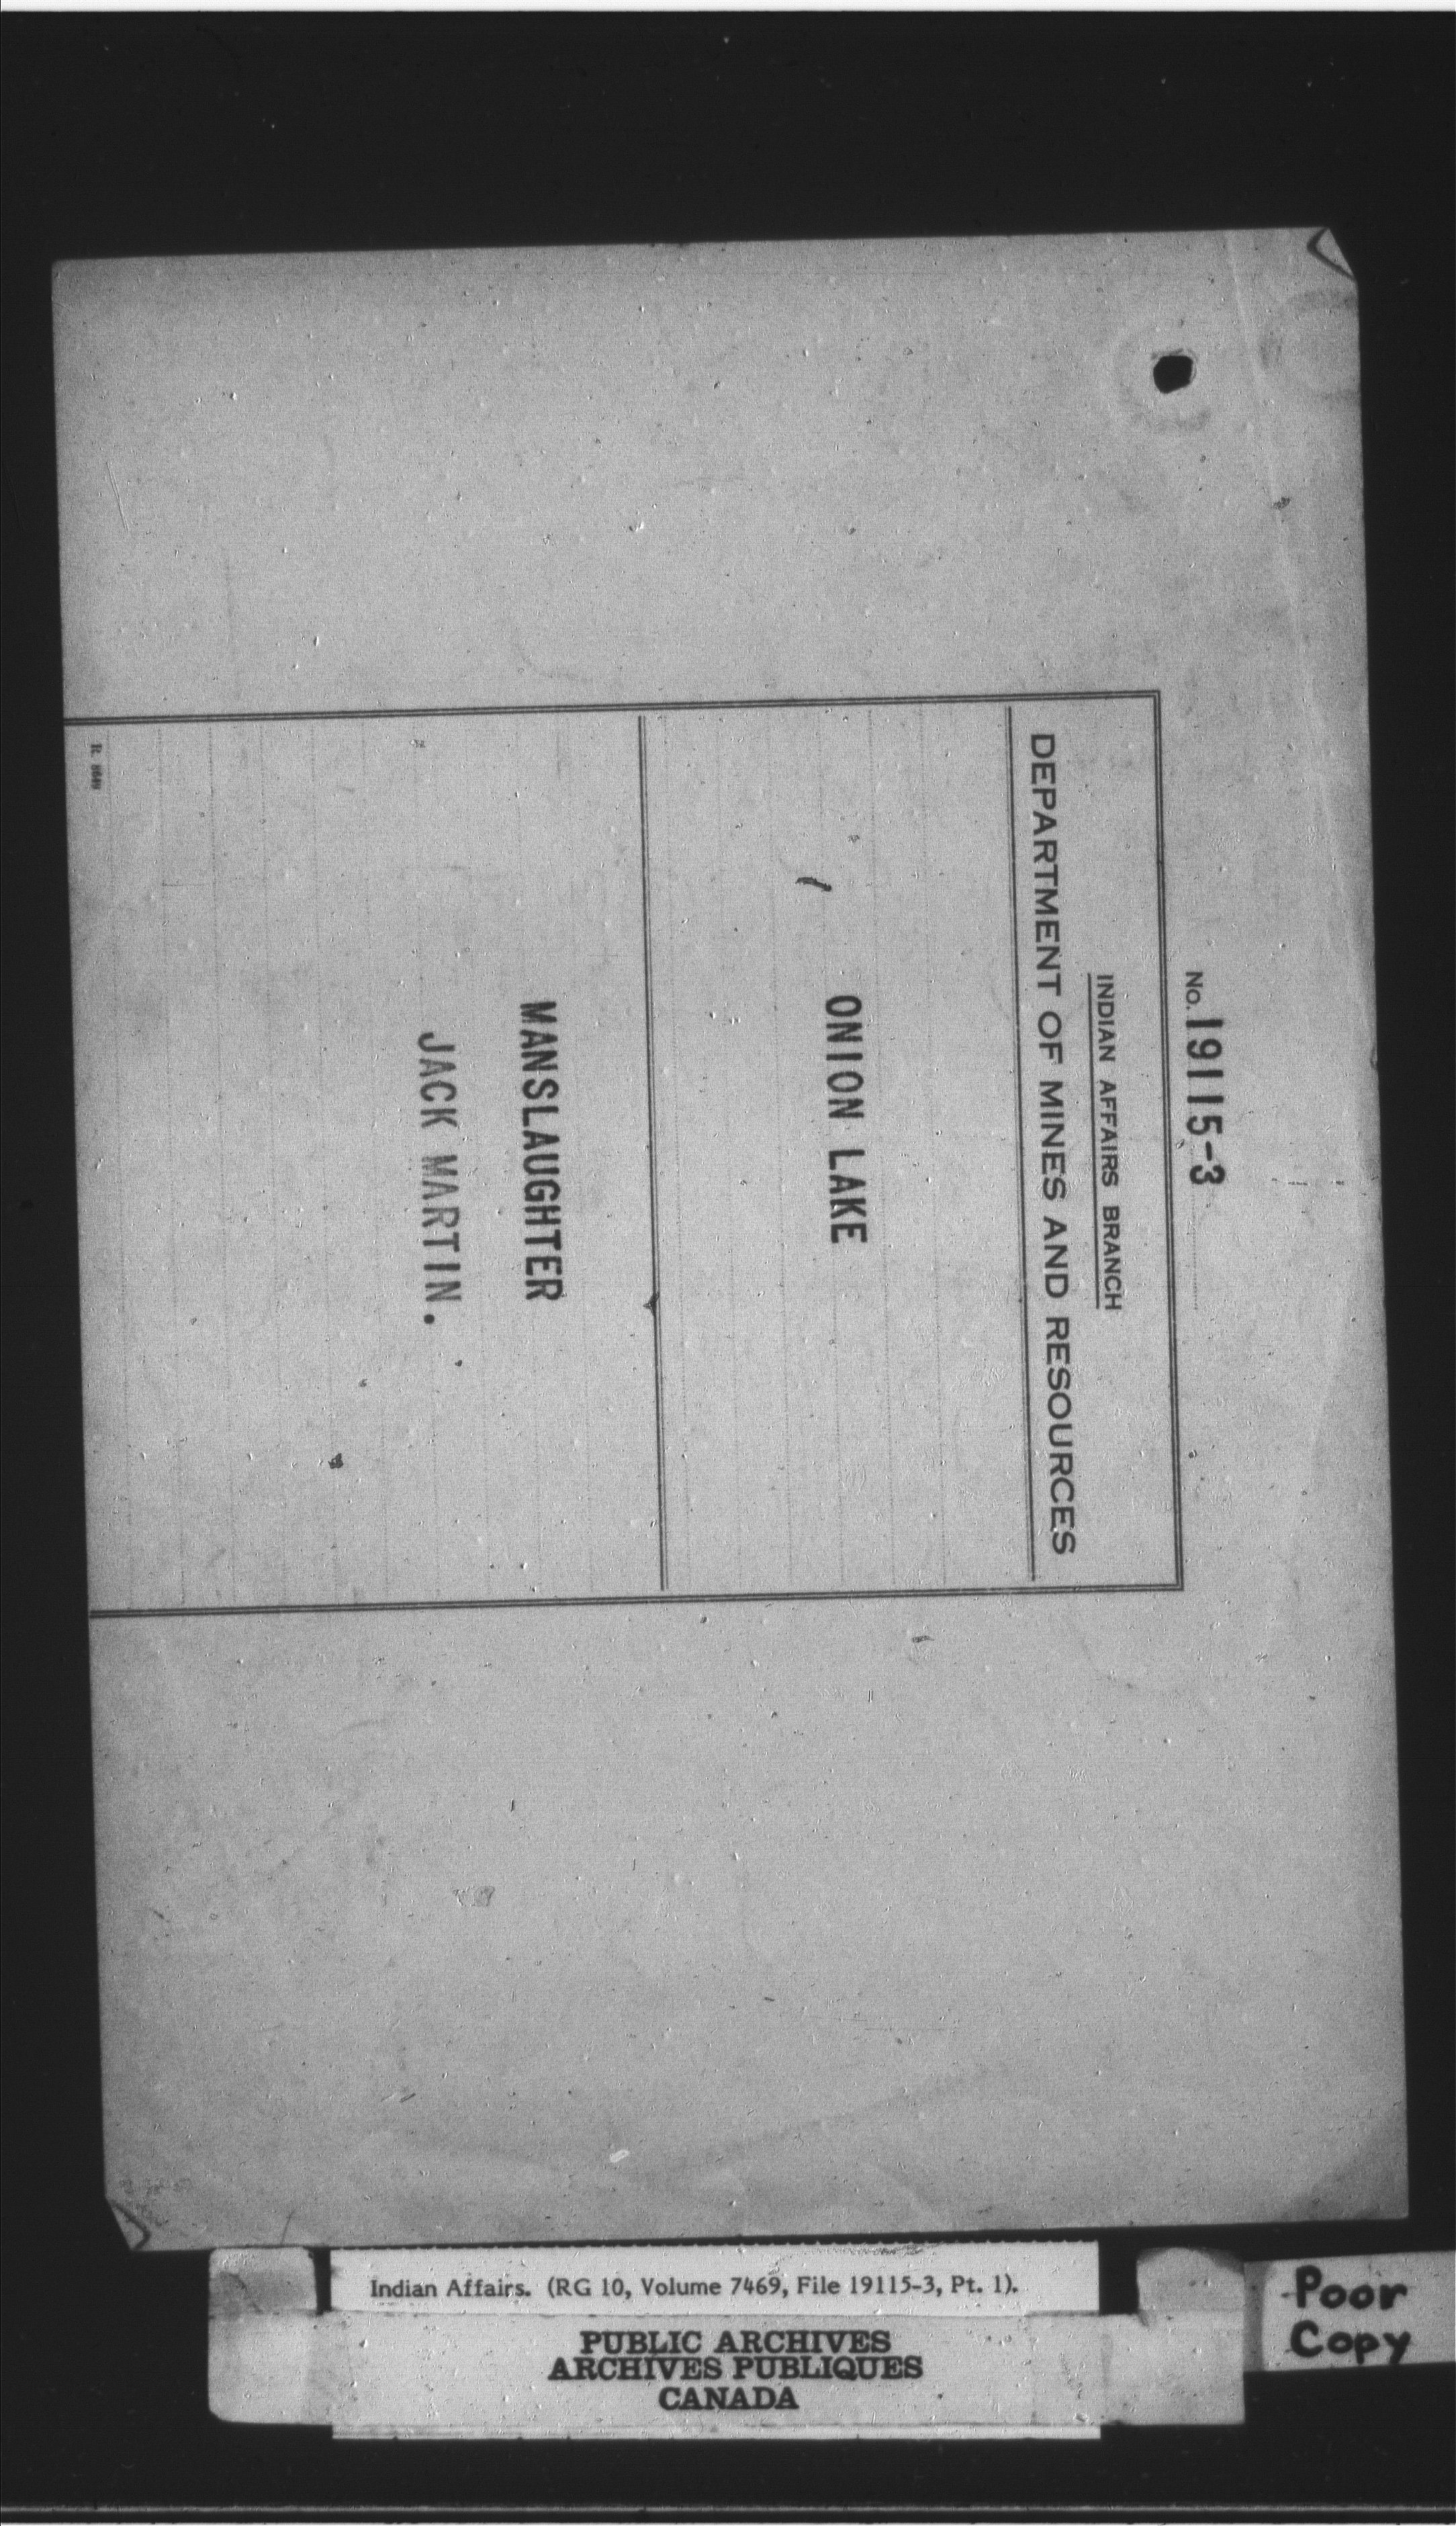 No. 19115-3
INDIAN AFFAIRS BRANCH
DEPARTMENT OF MINES AND RESOURCES
ONION LAKE
MANSLAUGHTER
JACK MARTIN.
Indian Affairs. (RG 10, Volume 7469, File 19115-3, Pt. 1).
PUBLIC ARCHIVES
ARCHIVES PUBLIQUES
CANADA
Poor
Copy